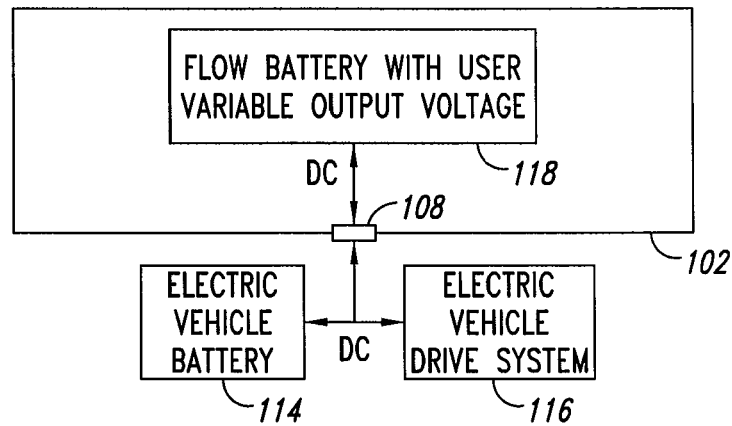 FLOW BATTERY WITH USER
VARIABLE OUTPUT VOLTAGE
DC
118
108
102
ELECTRIC
VEHICLE
BATTERY
DC
ELECTRIC
VEHICLE
DRIVE SYSTEM
114
116